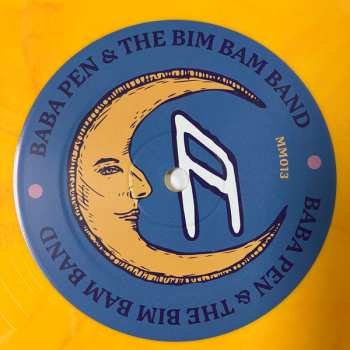 BABA PEN & THE BIM BAM BAND
BABA PEN & THE BIM BAM BAND
A
MM013